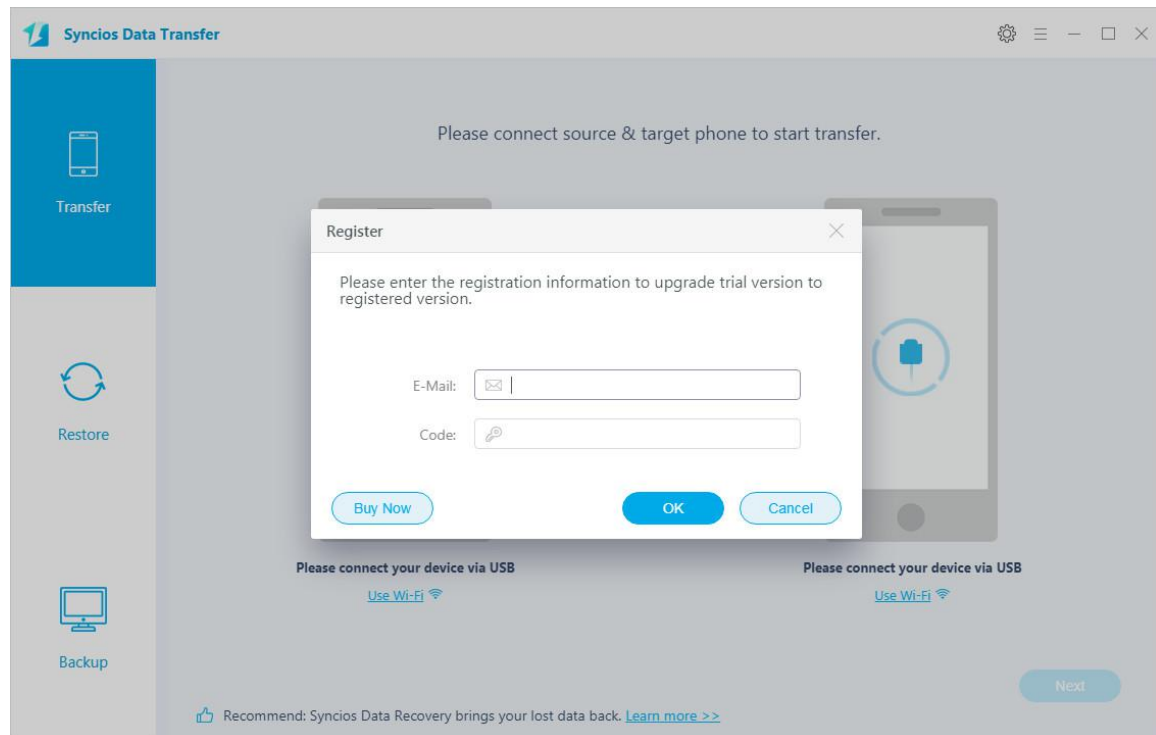 Syncios Data Transfer
Please connect source & target phone to start transfer.
Transfer
Register
Please enter the registration information to upgrade trial version to
registered version.
E-Mail:
Code:
Restore
Buy Now
OK
Cancel
Please connect your device via USB
Please connect your device via USB
Use Wi-Fi
Use Wi-Fi
Backup
Next
Recommend: Syncios Data Recovery brings your lost data back. Learn more >>